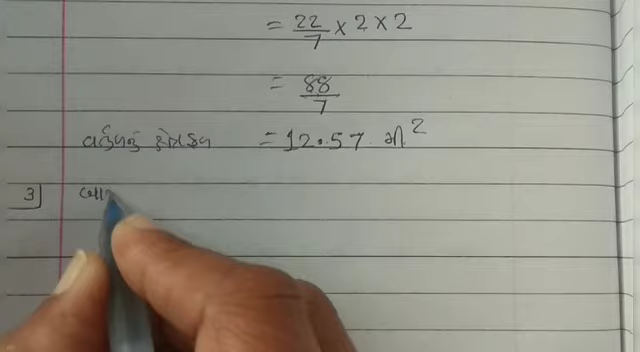 = 22/7 × 2 × 2
= 88/7
વર્તુળનું ક્ષેત્રફળ = 12.57 મી²
3]